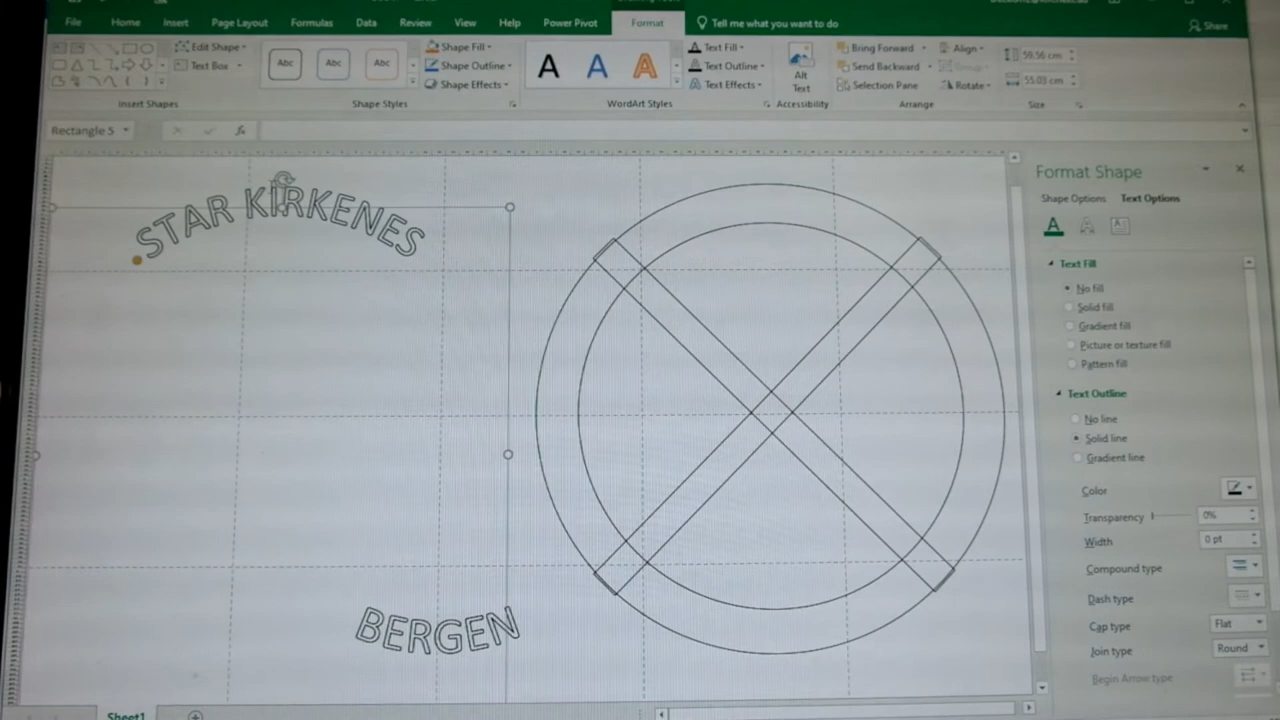 File Home Insert Page Layout Formulas Data Review View Help Power Pivot Format Tell me what you want to do Share
Edit Shape
Text Box
Insert Shapes
Abc Abc Abc
Shape Fill
Shape Outline
Shape Effects
Shape Styles
A A A
Text Fill
Text Outline
Text Effects
WordArt Styles
Alt
Text
Accessibility
Bring Forward
Send Backward
Selection Pane
Align
Group
Rotate
Arrange
59.56 cm
55.03 cm
Size
Rectangle 5
fx
STAR KIRKENES
BERGEN
Format Shape
Shape Options Text Options
Text Fill
No fill
Solid fill
Gradient fill
Picture or texture fill
Pattern fill
Text Outline
No line
Solid line
Gradient line
Color
Transparency 0%
Width 0 pt
Compound type
Dash type
Cap type Flat
Join type Round
Begin Arrow type
Sheet1